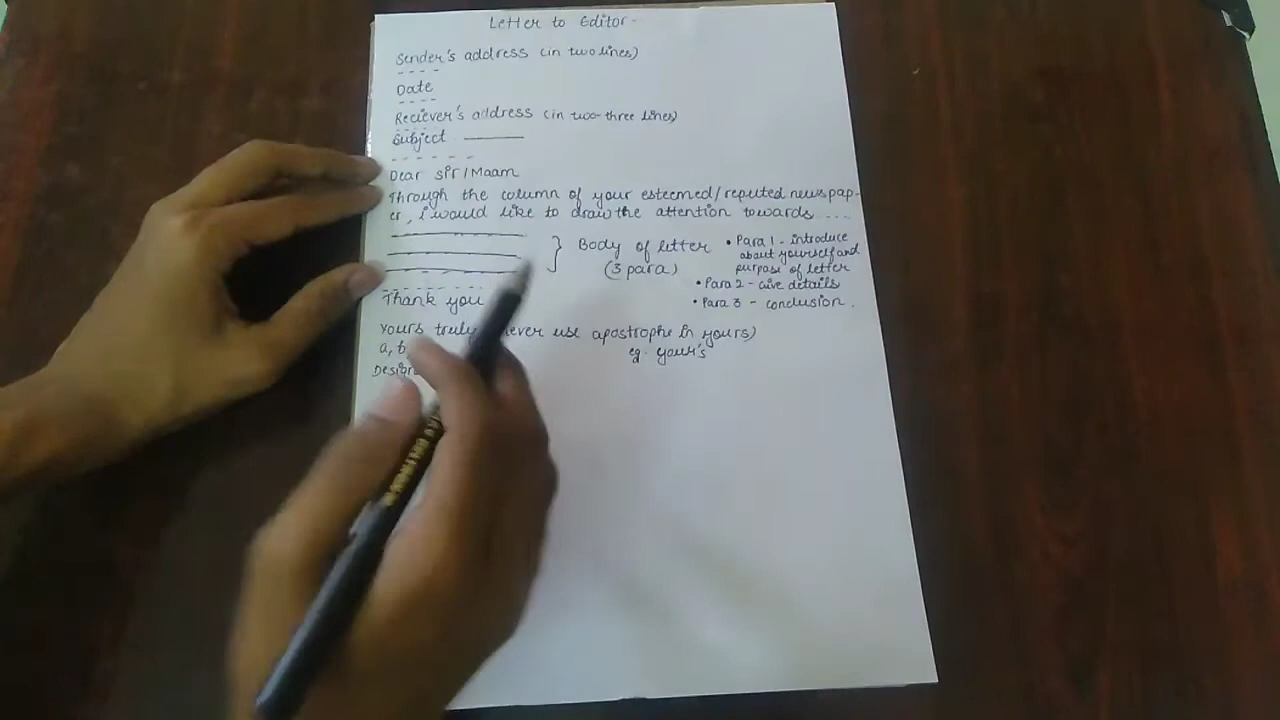 Letter to Editor-
Sender's address (in two lines)
Date
Reciever's address (in two-three lines)
Subject
Dear Sir/Maam
Through the column of your esteemed/reputed newspap-
er, i would like to draw the attention towards ....
Body of letter
(3 para)
• Para 1 - introduce
about yourself and
purpose of letter
• Para 2 - Give details
• Para 3 - conclusion.
Thank you
Yours truly never use apostrophe in yours)
eg. your's
a, b
Design